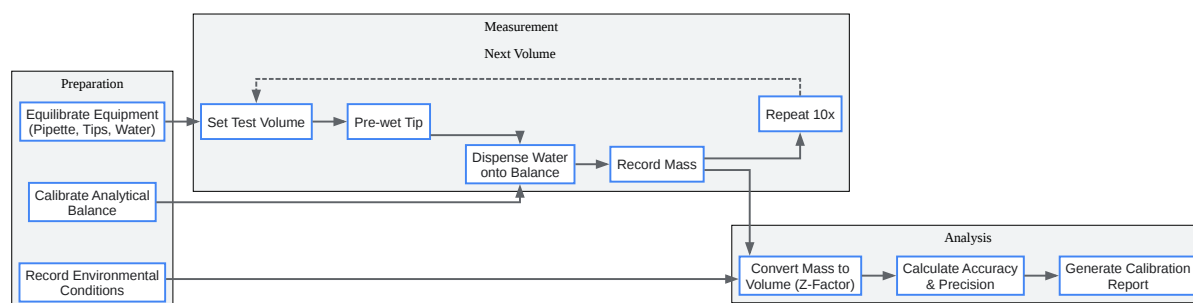 Measurement
Next Volume
Preparation
Equilibrate Equipment
(Pipette, Tips, Water)
Set Test Volume
Pre-wet Tip
Repeat 10x
Dispense Water
onto Balance
Record Mass
Calibrate Analytical
Balance
Analysis
Record Environmental
Conditions
Convert Mass to
Volume (Z-Factor)
Calculate Accuracy
& Precision
Generate Calibration
Report